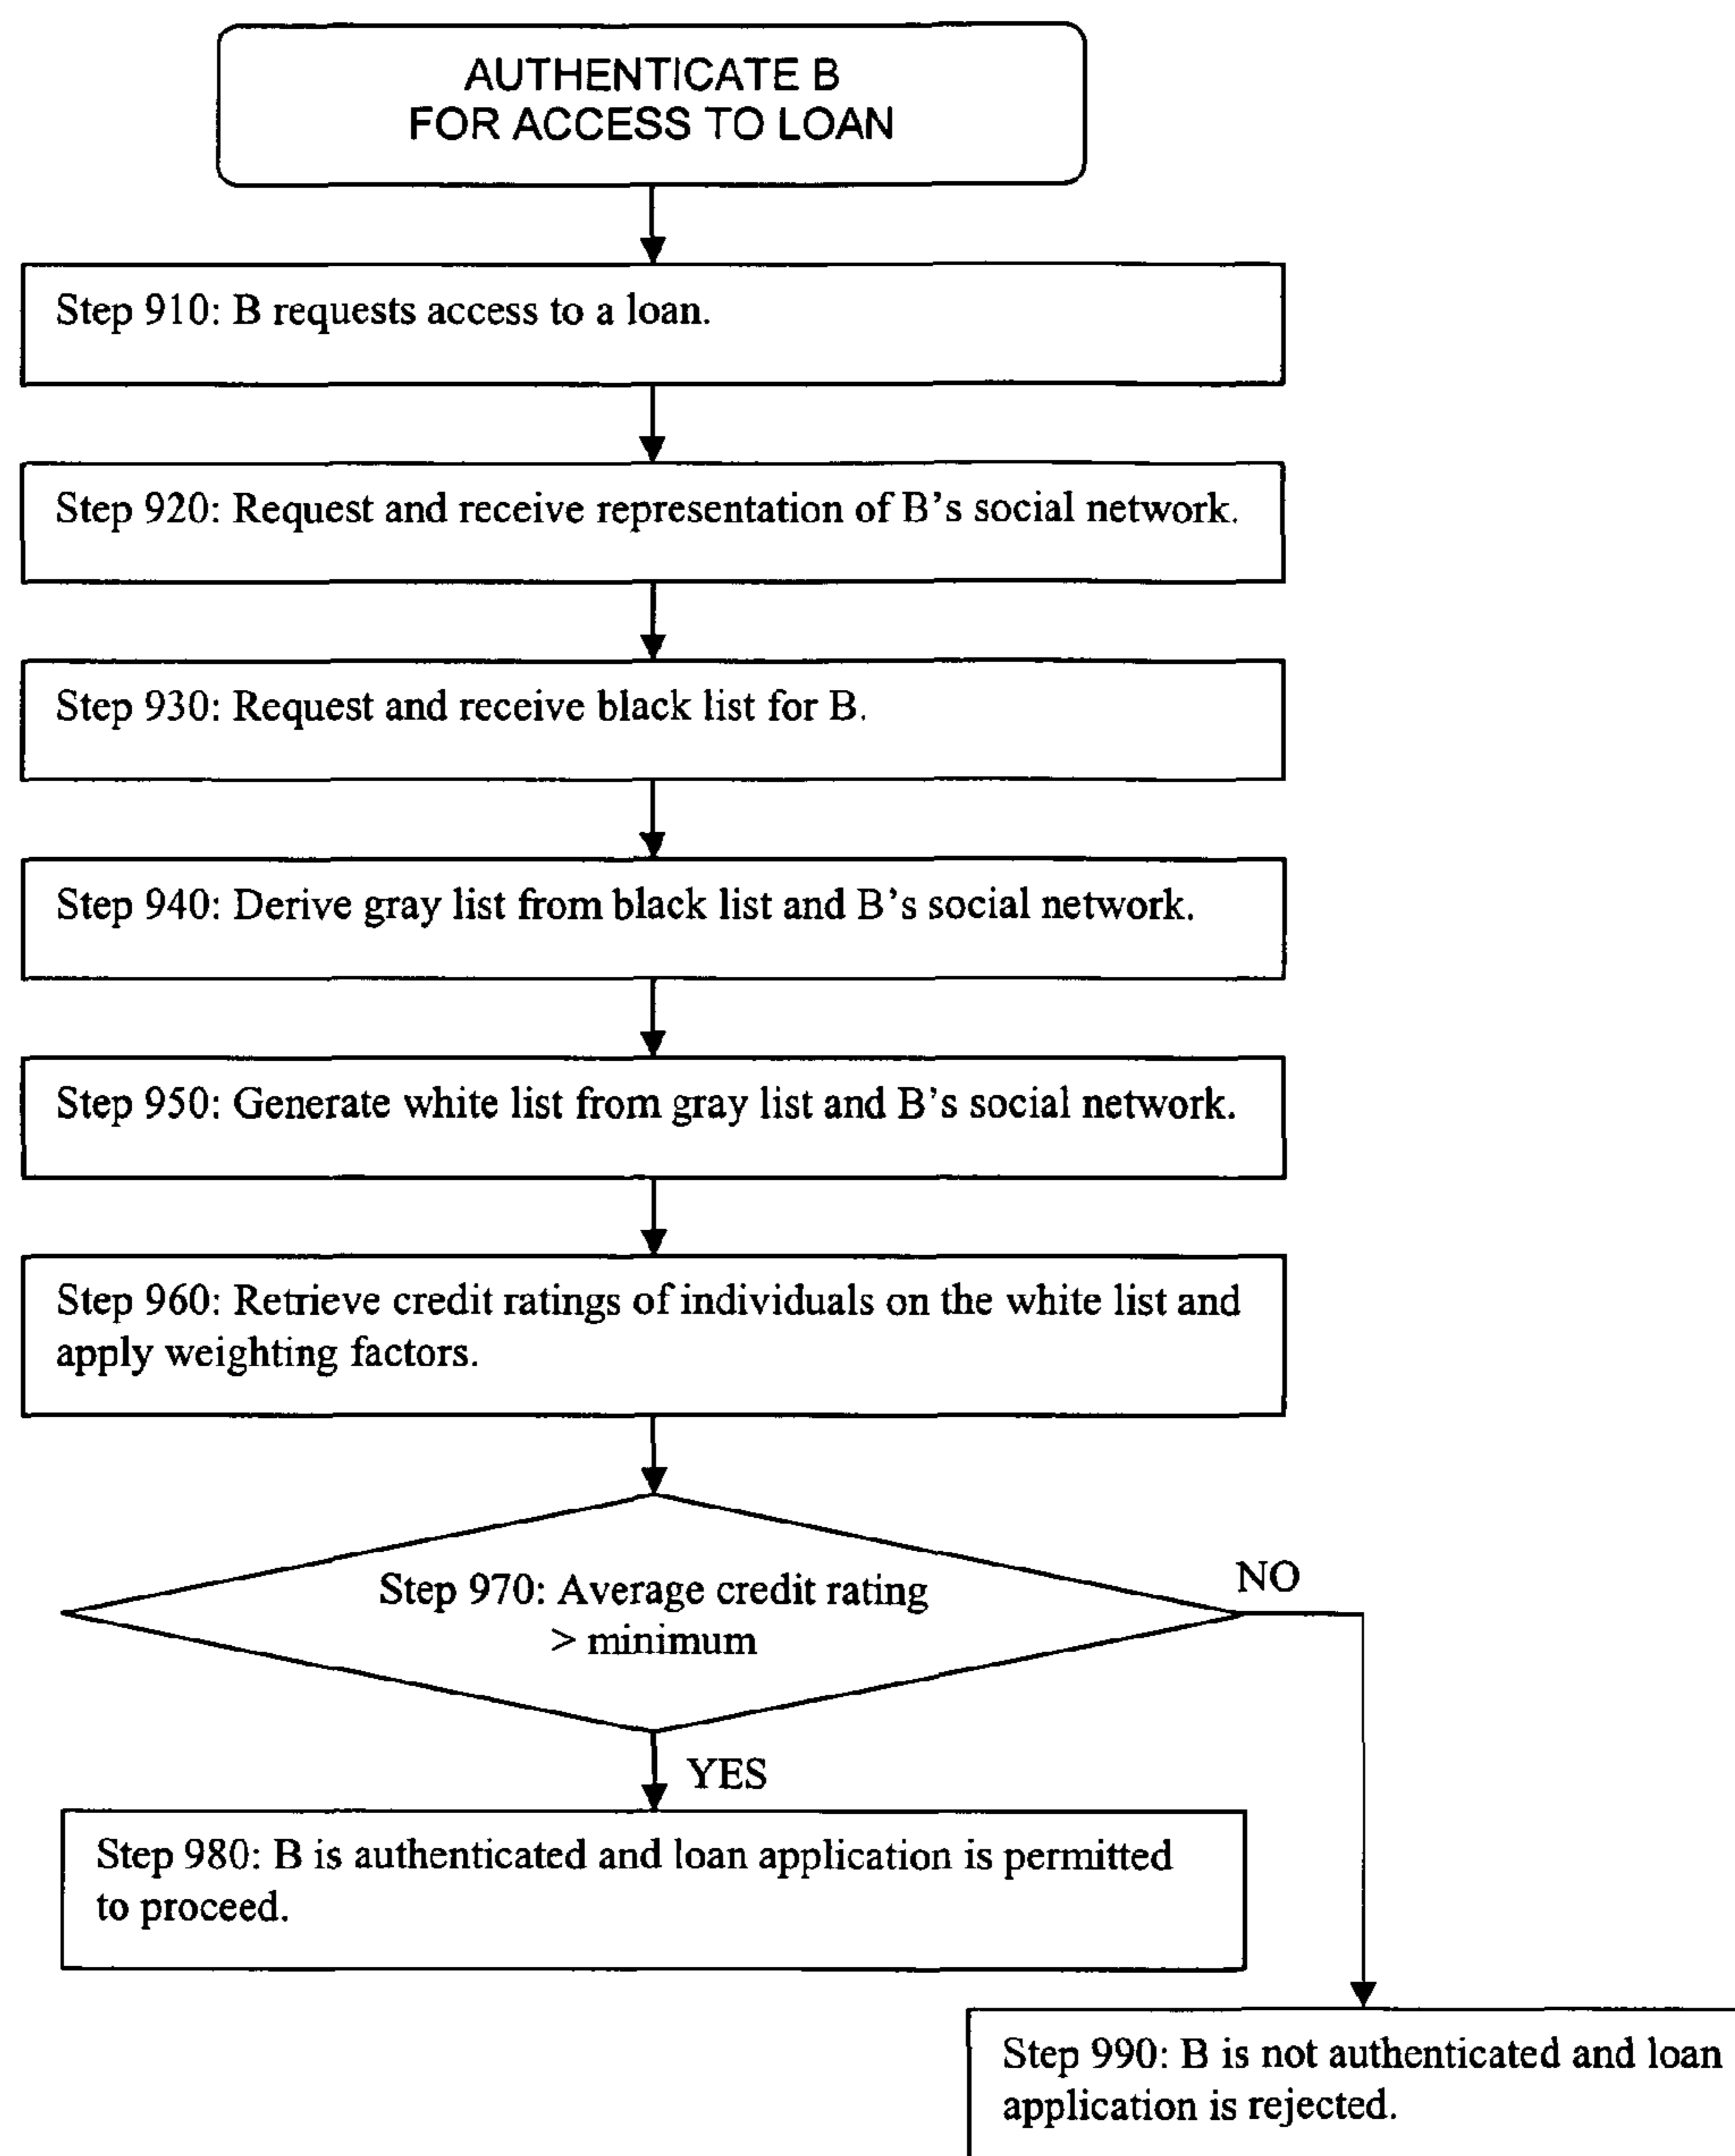 AUTHENTICATE B
FOR ACCESS TO LOAN
Step 910: B requests access to a loan.
Step 920: Request and receive representation of B's social network.
Step 930: Request and receive black list for B.
Step 940: Derive gray list from black list and B's social network.
Step 950: Generate white list from gray list and B's social network.
Step 960: Retrieve credit ratings of individuals on the white list and
apply weighting factors.
Step 970: Average credit rating
> minimum
NO
YES
Step 980: B is authenticated and loan application is permitted
to proceed.
Step 990: B is not authenticated and loan
application is rejected.